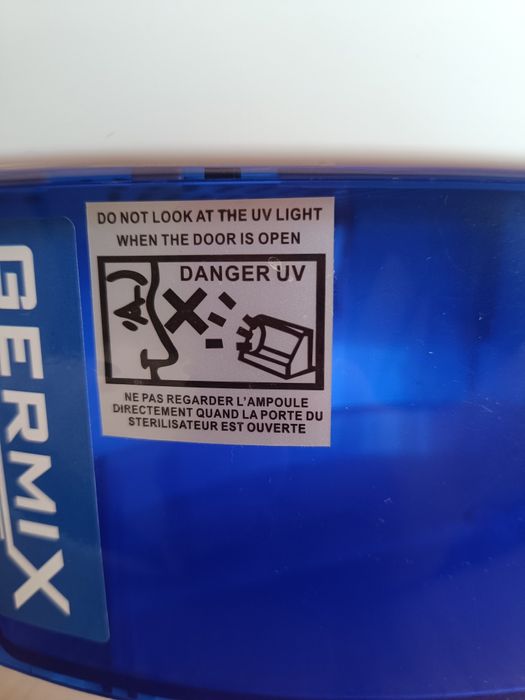 DO NOT LOOK AT THE UV LIGHT
WHEN THE DOOR IS OPEN
DANGER UV
NE PAS REGARDER L'AMPOULE
DIRECTEMENT QUAND LA PORTE DU
STERILISATEUR EST OUVERTE
GERMIX